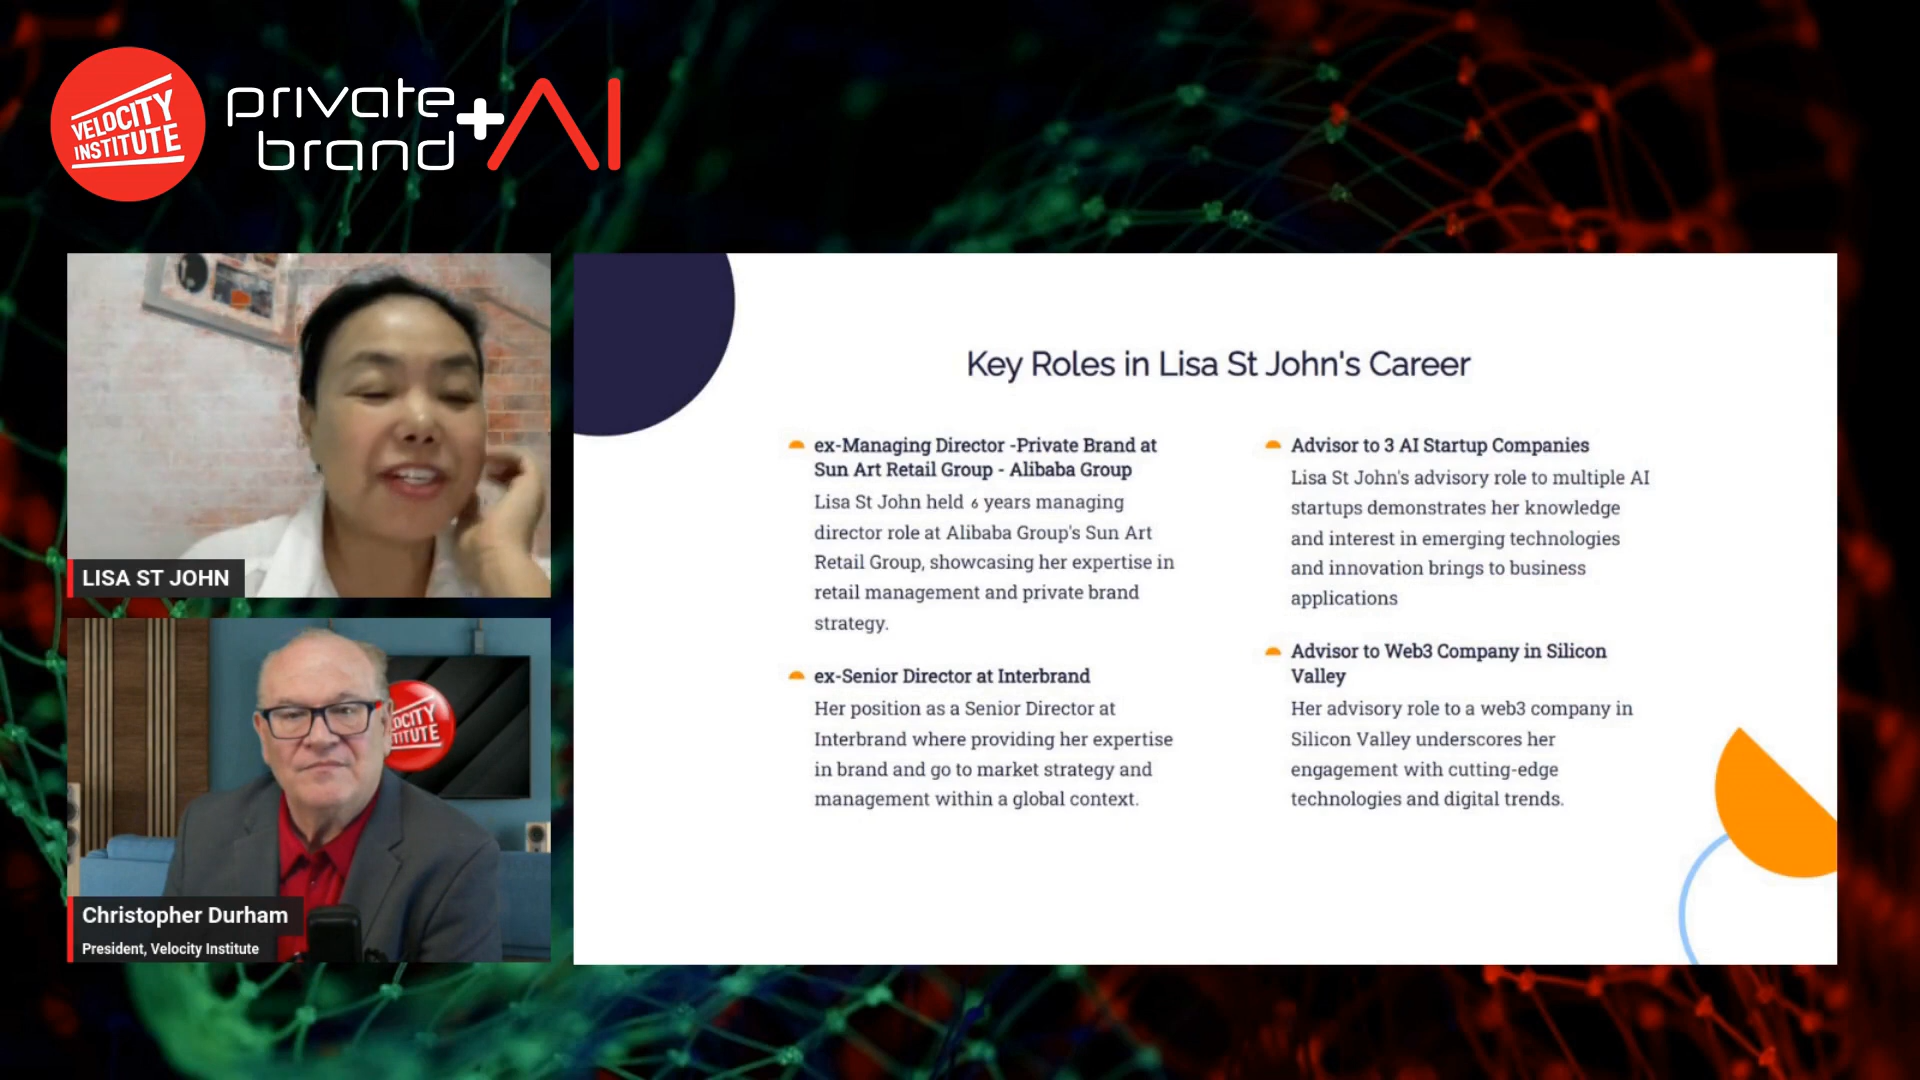 VELOCITY
INSTITUTE
private
brand
+AI
LISA ST JOHN
OCITY
TITUTE
Christopher Durham
President, Velocity Institute
Key Roles in Lisa St John's Career
ex-Managing Director -Private Brand at
Sun Art Retail Group - Alibaba Group
Lisa St John held 6 years managing
director role at Alibaba Group's Sun Art
Retail Group, showcasing her expertise in
retail management and private brand
strategy.
ex-Senior Director at Interbrand
Her position as a Senior Director at
Interbrand where providing her expertise
in brand and go to market strategy and
management within a global context.
Advisor to 3 AI Startup Companies
Lisa St John's advisory role to multiple AI
startups demonstrates her knowledge
and interest in emerging technologies
and innovation brings to business
applications
Advisor to Web3 Company in Silicon
Valley
Her advisory role to a web3 company in
Silicon Valley underscores her
engagement with cutting-edge
technologies and digital trends.